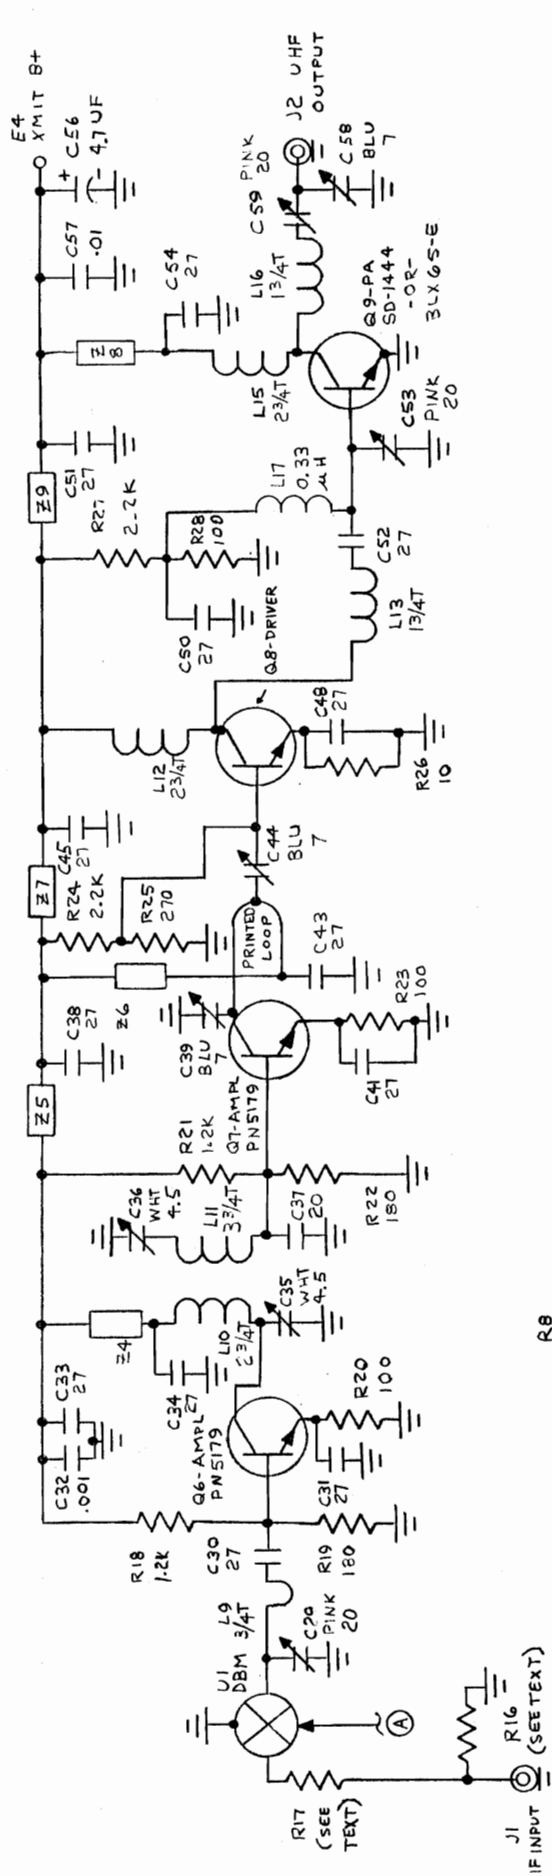 E4
XMIT B+
C56
4.7UF
+
-
C57
.01
J2 UHF
OUTPUT
C58
BLU
7
C59 PINK
20
L16
1 3/4T
C54
27
Z8
L15
2 3/4T
Q9-PA
SD-1444
-OR-
BLX65-E
C53
PINK
20
C51
27
Z9
R27
2.2K
R28
100
L17
0.33
µH
C50
27
C52
27
L13
1 3/4T
Q8-DRIVER
L12
2 3/4T
C48
27
R26
10
C45
27
Z7
R24
2.2K
R25
270
C44
BLU
7
PRINTED
LOOP
C43
27
Z6
C38
27
C39
BLU
7
R23
100
C41
27
Z5
R21
1.2K
Q7-AMPL
PN5179
R22
180
C36
WHT
4.5
L11
3 3/4T
C37
20
Z4
L10
2 3/4T
C35
WHT
4.5
C34
27
C33
27
C32
.001
Q6-AMPL
PN5179
R20
100
C31
27
R18
1.2K
C30
27
R19
180
L9
3/4T
C29
PINK
20
U1
DBM
A
R17
(SEE
TEXT)
R16
(SEE TEXT)
J1
IF INPUT
R8